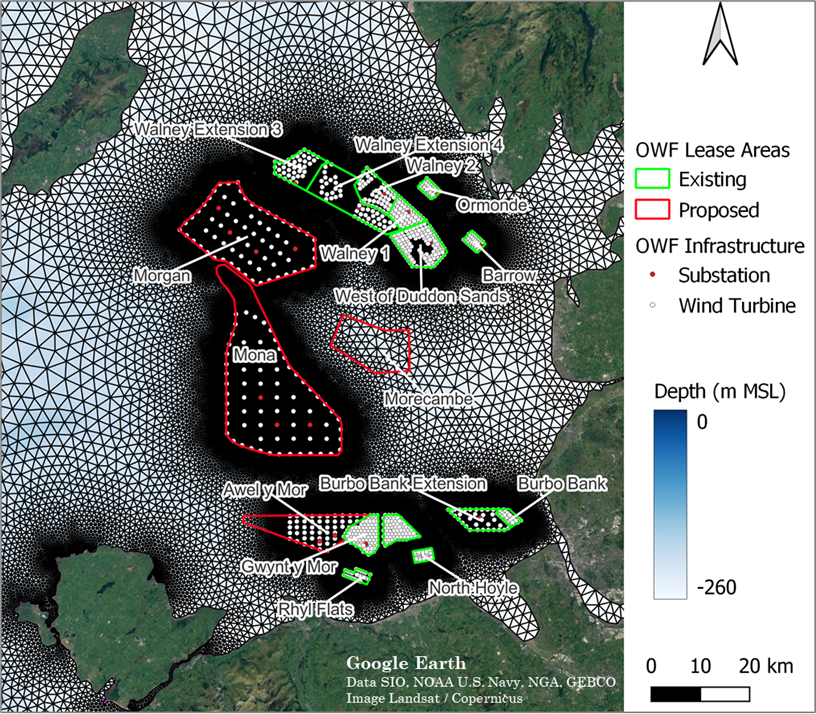 Walney Extension 3
Walney Extension 4
Walney 2
Ormonde
Walney 1
Barrow
Morgan
West of Duddon Sands
Mona
Morecambe
Awel y Mor
Burbo Bank Extension
Burbo Bank
Gwynt y Mor
North Hoyle
Rhyl Flats
Google Earth
Data SIO, NOAA U.S. Navy, NGA, GEBCO
Image Landsat / Copernicus
OWF Lease Areas
Existing
Proposed
OWF Infrastructure
Substation
Wind Turbine
Depth (m MSL)
0
-260
0 10 20 km